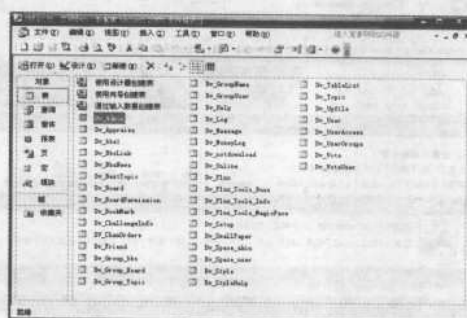 文件(F) 编辑(E) 视图(V) 插入(I) 工具(T) 窗口(W) 帮助(H)
打开(O) 设计(D) 新建(N)
对象
表
查询
窗体
报表
页
宏
模块
组
收藏夹
使用设计器创建表
使用向导创建表
通过输入数据创建表
Dv_Admin
Dv_Appraise
Dv_bbs1
Dv_BbsLink
Dv_BbsNews
Dv_BestTopic
Dv_Board
Dv_BoardPermission
Dv_BookMark
Dv_ChallengeInfo
DV_ChanOrders
Dv_Friend
Dv_Group_bbs
Dv_Group_Board
Dv_Group_Topic
Dv_GroupName
Dv_GroupUser
Dv_Help
Dv_Log
Dv_Message
Dv_MoneyLog
Dv_notdownload
Dv_Online
Dv_Plus
Dv_Plus_Tools_Buss
Dv_Plus_Tools_Info
Dv_Plus_Tools_MagicFace
Dv_Setup
Dv_SmallPaper
Dv_Space_skin
Dv_Space_user
Dv_Style
Dv_StyleHelp
Dv_TableList
Dv_Topic
Dv_Upfile
Dv_User
Dv_UserAccess
Dv_UserGroups
Dv_Vote
Dv_VoteUser
就绪